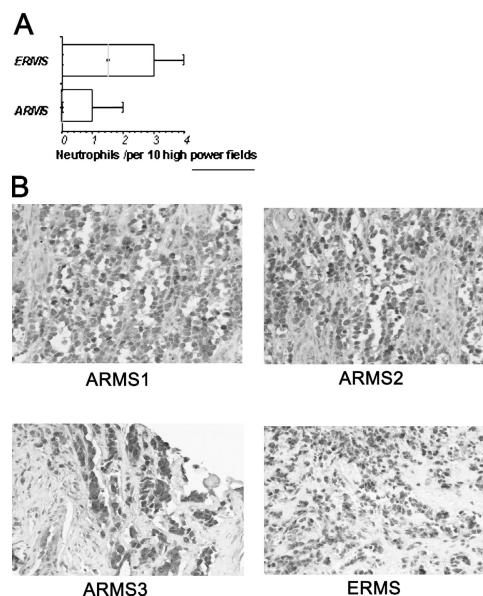 A
ERMS
ARMS
0 1 2 3 4
Neutrophils /per 10 high power fields
B
ARMS1
ARMS2
ARMS3
ERMS